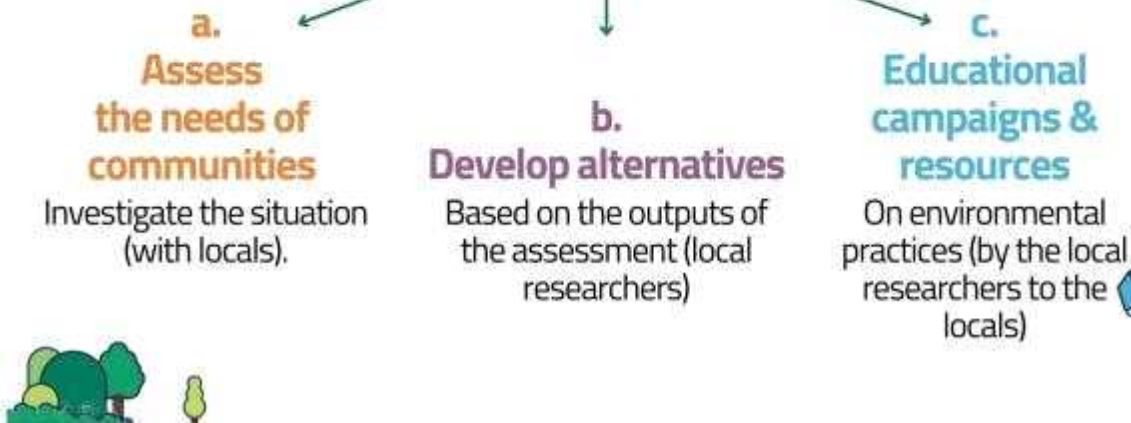 a.
Assess
the needs of
communities
Investigate the situation
(with locals).
b.
Develop alternatives
Based on the outputs of
the assessment (local
researchers)
c.
Educational
campaigns &
resources
On environmental
practices (by the local
researchers to the
locals)